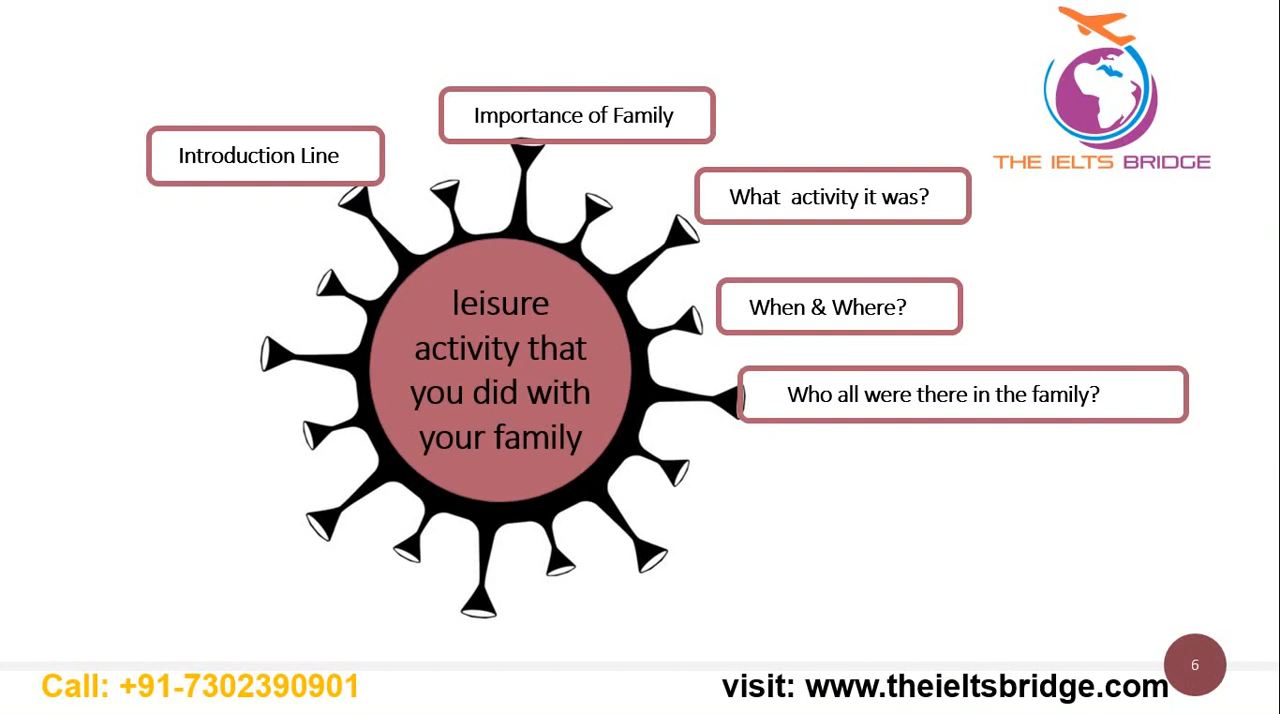 Importance of Family
Introduction Line
THE IELTS BRIDGE
What activity it was?
When & Where?
leisure
activity that
you did with
your family
Who all were there in the family?
6
Call: +91-7302390901
visit: www.theieltsbridge.com